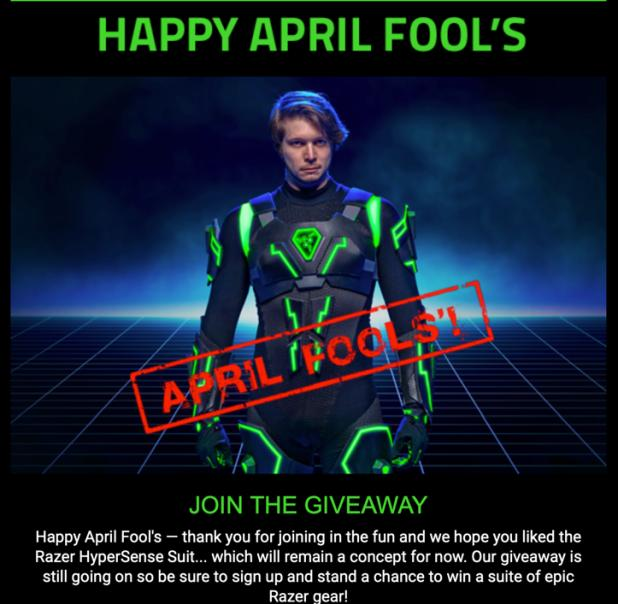 HAPPY APRIL FOOL'S
APRIL FOOLS'!
JOIN THE GIVEAWAY
Happy April Fool's — thank you for joining in the fun and we hope you liked the
Razer HyperSense Suit... which will remain a concept for now. Our giveaway is
still going on so be sure to sign up and stand a chance to win a suite of epic
Razer gear!